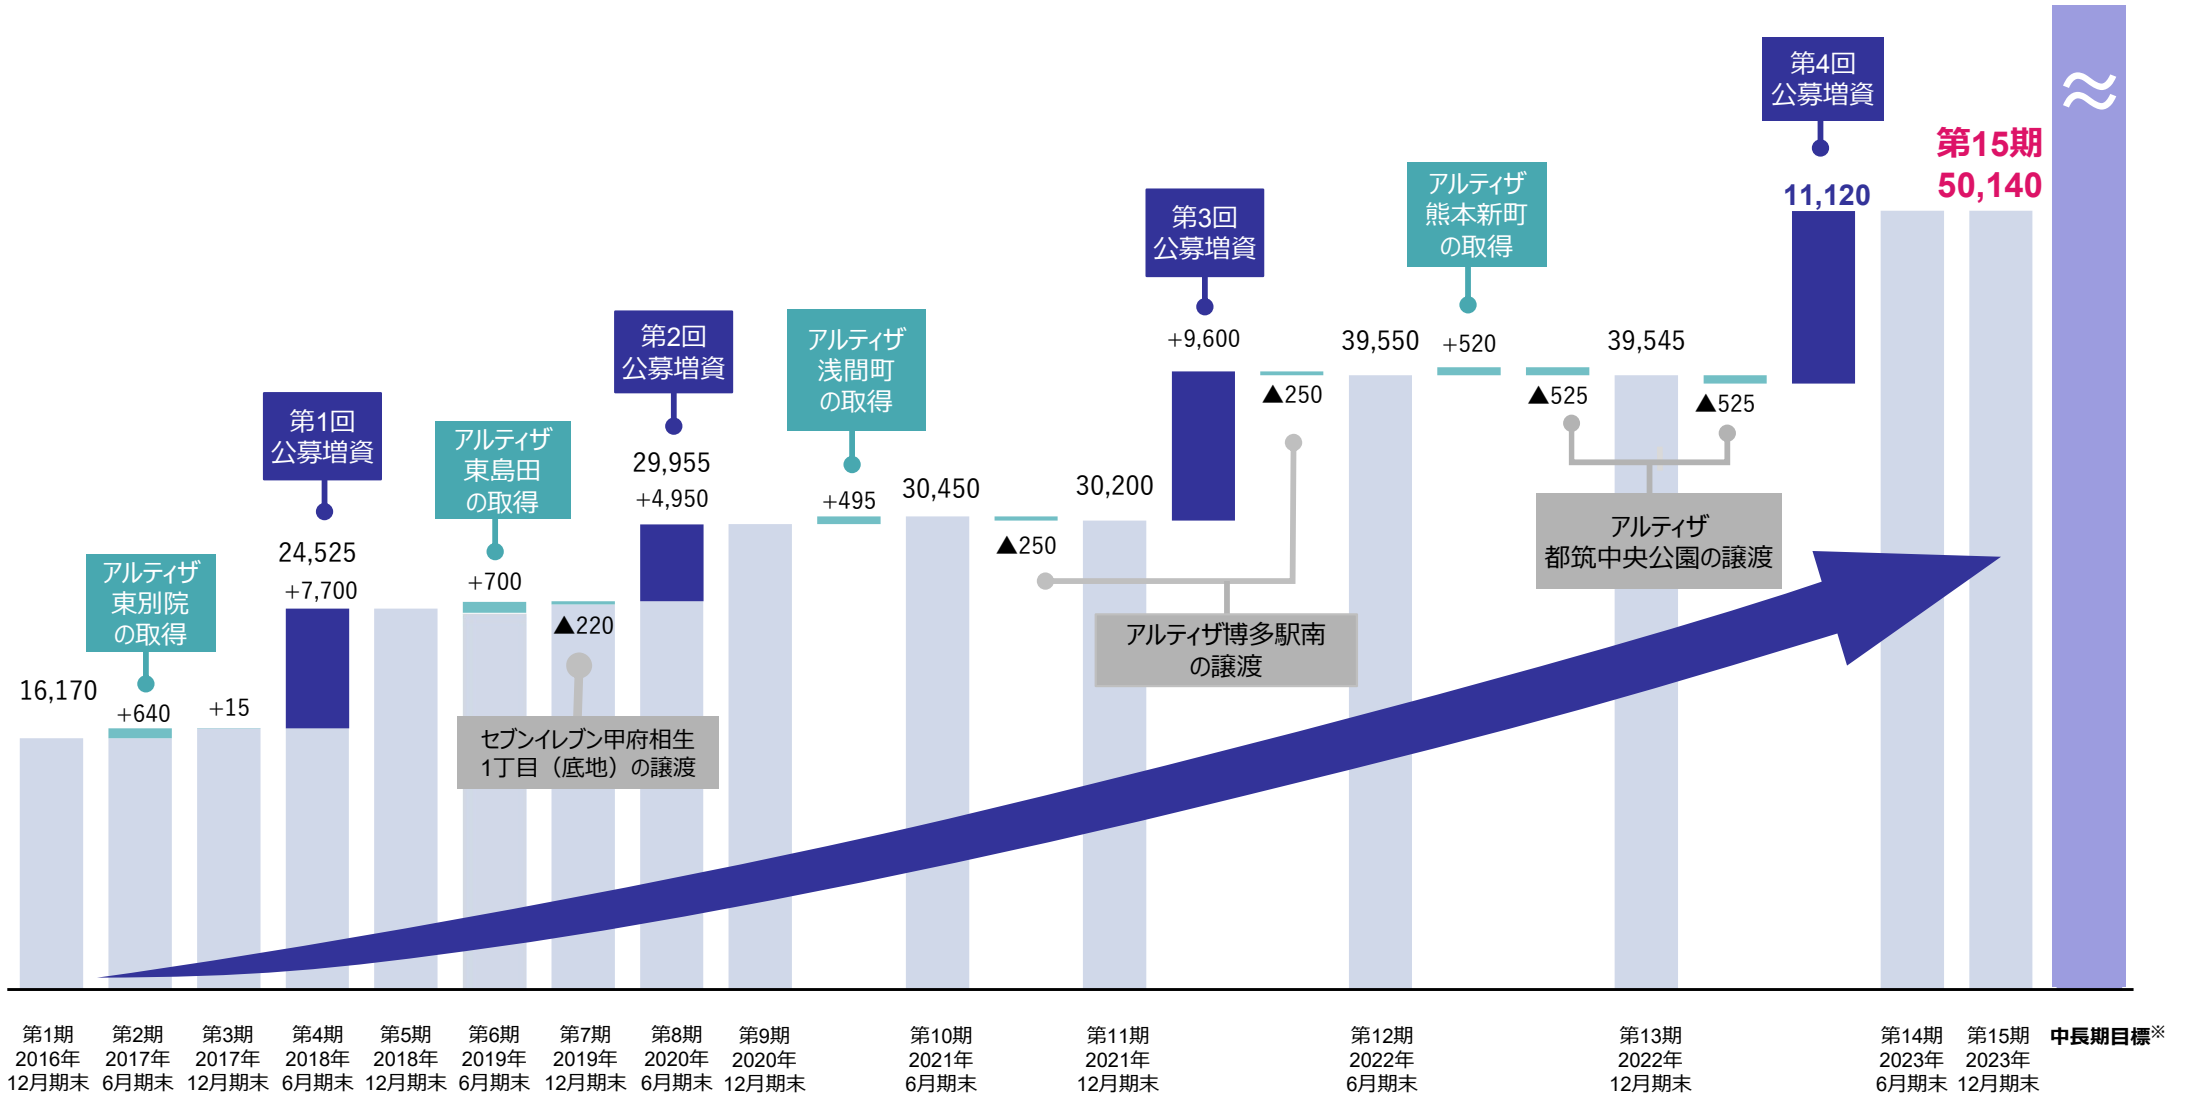 16,170
アルティザ
東別院
の取得
+640
+15
第1回
公募増資
24,525
+7,700
アルティザ
東島田
の取得
+700
▲220
セブンイレブン甲府相生
1丁目（底地）の譲渡
第2回
公募増資
29,955
+4,950
アルティザ
浅間町
の取得
+495
30,450
▲250
30,200
アルティザ博多駅南
の譲渡
第3回
公募増資
+9,600
▲250
39,550
アルティザ
熊本新町
の取得
+520
▲525
39,545
▲525
アルティザ
都筑中央公園の譲渡
第4回
公募増資
11,120
第15期
50,140
≈
第1期
2016年
12月期末
第2期
2017年
6月期末
第3期
2017年
12月期末
第4期
2018年
6月期末
第5期
2018年
12月期末
第6期
2019年
6月期末
第7期
2019年
12月期末
第8期
2020年
6月期末
第9期
2020年
12月期末
第10期
2021年
6月期末
第11期
2021年
12月期末
第12期
2022年
6月期末
第13期
2022年
12月期末
第14期
2023年
6月期末
第15期
2023年
12月期末
中長期目標※